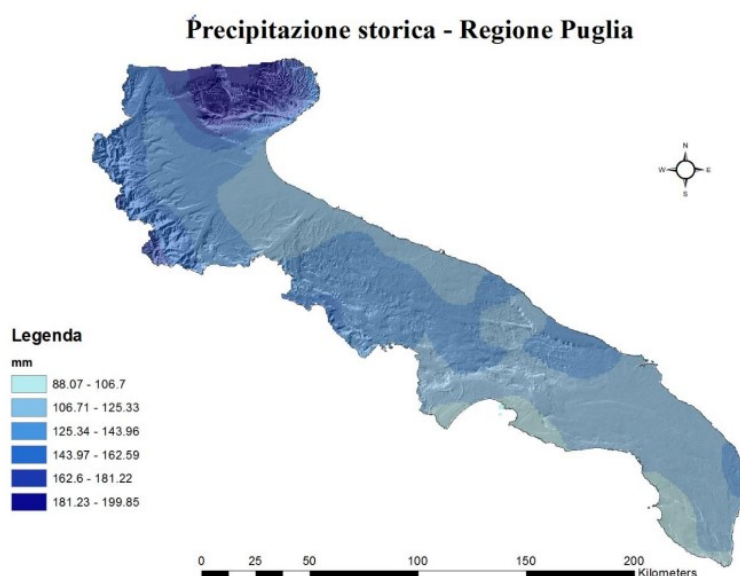 Precipitazione storica - Regione Puglia
N
W E
S
Legenda
mm
88.07 - 106.7
106.71 - 125.33
125.34 - 143.96
143.97 - 162.59
162.6 - 181.22
181.23 - 199.85
0 25 50 100 150 200
Kilometers